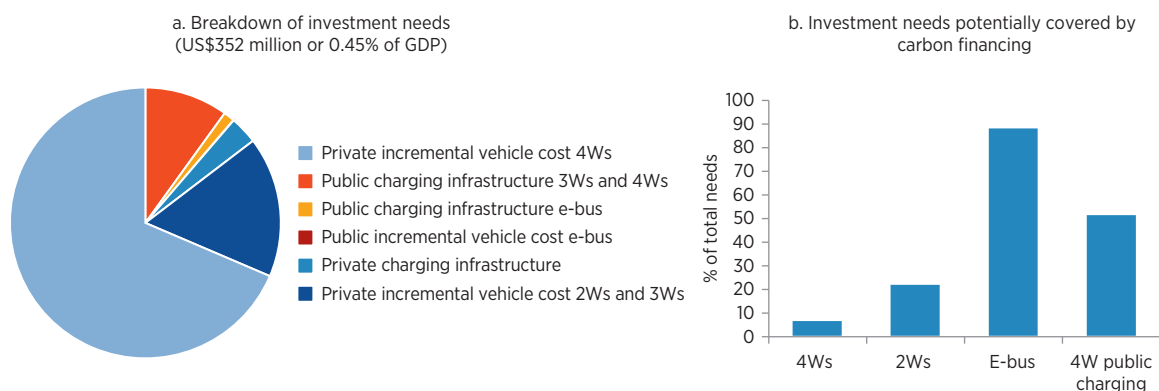 a. Breakdown of investment needs
(US$352 million or 0.45% of GDP)
Private incremental vehicle cost 4Ws
Public charging infrastructure 3Ws and 4Ws
Public charging infrastructure e-bus
Public incremental vehicle cost e-bus
Private charging infrastructure
Private incremental vehicle cost 2Ws and 3Ws
b. Investment needs potentially covered by
carbon financing
% of total needs
100
90
80
70
60
50
40
30
20
10
0
4Ws
2Ws
E-bus
4W public
charging